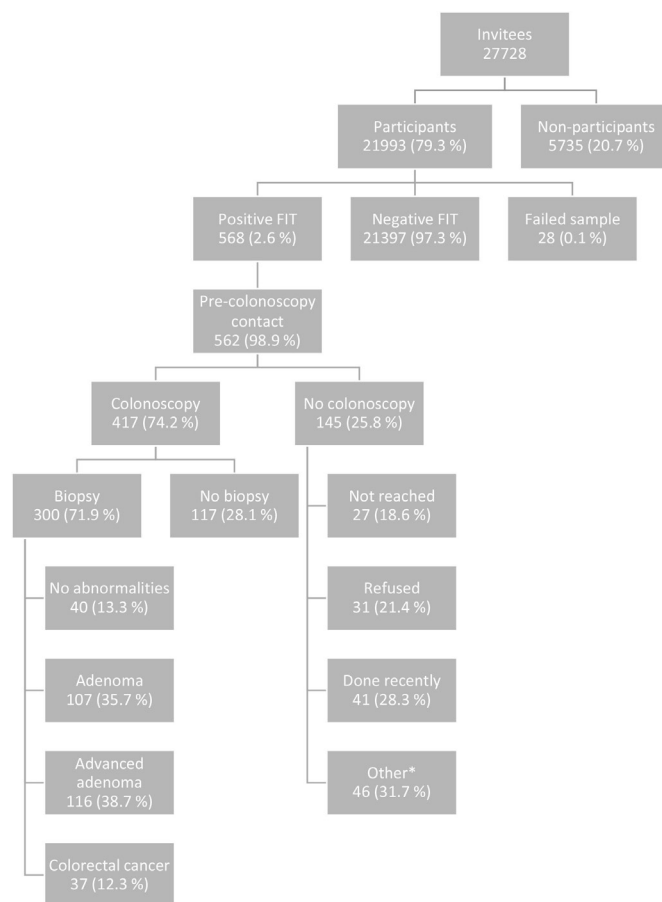 Invitees
27728
Participants
21993 (79.3 %)
Non-participants
5735 (20.7 %)
Positive FIT
568 (2.6 %)
Negative FIT
21397 (97.3 %)
Failed sample
28 (0.1 %)
Pre-colonoscopy
contact
562 (98.9 %)
Colonoscopy
417 (74.2 %)
No colonoscopy
145 (25.8 %)
Biopsy
300 (71.9 %)
No biopsy
117 (28.1 %)
Not reached
27 (18.6 %)
No abnormalities
40 (13.3 %)
Refused
31 (21.4 %)
Adenoma
107 (35.7 %)
Done recently
41 (28.3 %)
Advanced
adenoma
116 (38.7 %)
Other*
46 (31.7 %)
Colorectal cancer
37 (12.3 %)